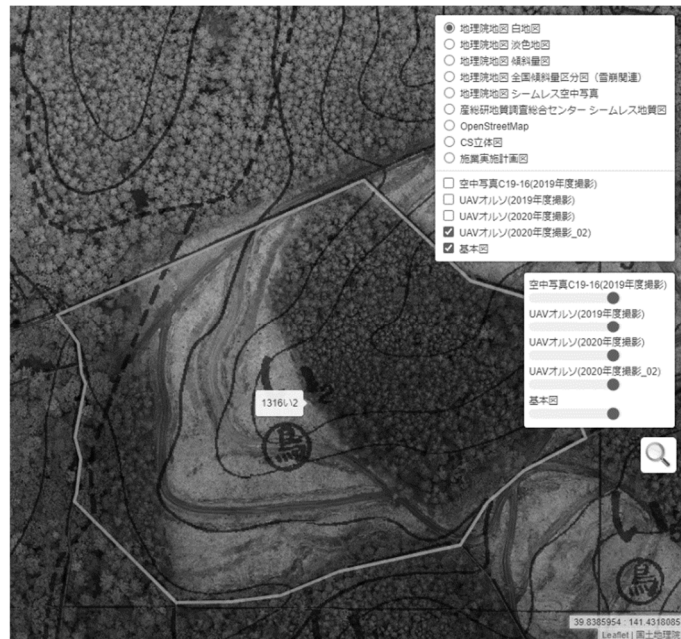 地理院地図 白地図
地理院地図 淡色地図
地理院地図 傾斜量図
地理院地図 全国傾斜量区分図（雪崩関連）
地理院地図 シームレス空中写真
産総研地質調査総合センター シームレス地質図
OpenStreetMap
CS立体図
施業実施計画図
空中写真C19-16(2019年度撮影)
UAVオルソ(2019年度撮影)
UAVオルソ(2020年度撮影)
UAVオルソ(2020年度撮影_02)
基本図
空中写真C19-16(2019年度撮影)
UAVオルソ(2019年度撮影)
UAVオルソ(2020年度撮影)
UAVオルソ(2020年度撮影_02)
基本図
い2
1316い2
鳥
い
鳥
39.8385954 : 141.4318085
Leaflet | 国土地理院